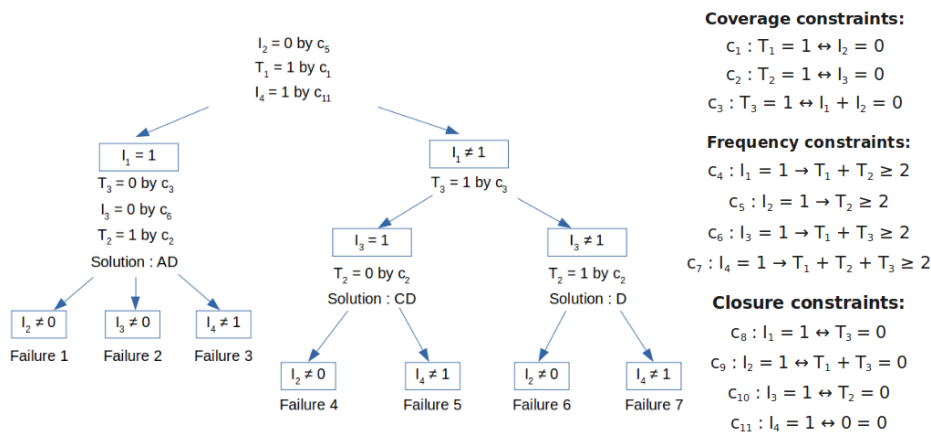 I₂ = 0 by c₅
T₁ = 1 by c₁
I₄ = 1 by c₁₁
I₁ = 1
T₃ = 0 by c₃
I₃ = 0 by c₆
T₂ = 1 by c₂
Solution : AD
I₂ ≠ 0
I₃ ≠ 0
I₄ ≠ 1
Failure 1
Failure 2
Failure 3
I₁ ≠ 1
T₃ = 1 by c₃
I₃ = 1
T₂ = 0 by c₂
Solution : CD
I₂ ≠ 0
I₄ ≠ 1
Failure 4
Failure 5
I₃ ≠ 1
T₂ = 1 by c₂
Solution : D
I₂ ≠ 0
I₄ ≠ 1
Failure 6
Failure 7
Coverage constraints:
c₁ : T₁ = 1 ↔ I₂ = 0
c₂ : T₂ = 1 ↔ I₃ = 0
c₃ : T₃ = 1 ↔ I₁ + I₂ = 0
Frequency constraints:
c₄ : I₁ = 1 → T₁ + T₂ ≥ 2
c₅ : I₂ = 1 → T₂ ≥ 2
c₆ : I₃ = 1 → T₁ + T₃ ≥ 2
c₇ : I₄ = 1 → T₁ + T₂ + T₃ ≥ 2
Closure constraints:
c₈ : I₁ = 1 ↔ T₃ = 0
c₉ : I₂ = 1 ↔ T₁ + T₃ = 0
c₁₀ : I₃ = 1 ↔ T₂ = 0
c₁₁ : I₄ = 1 ↔ 0 = 0